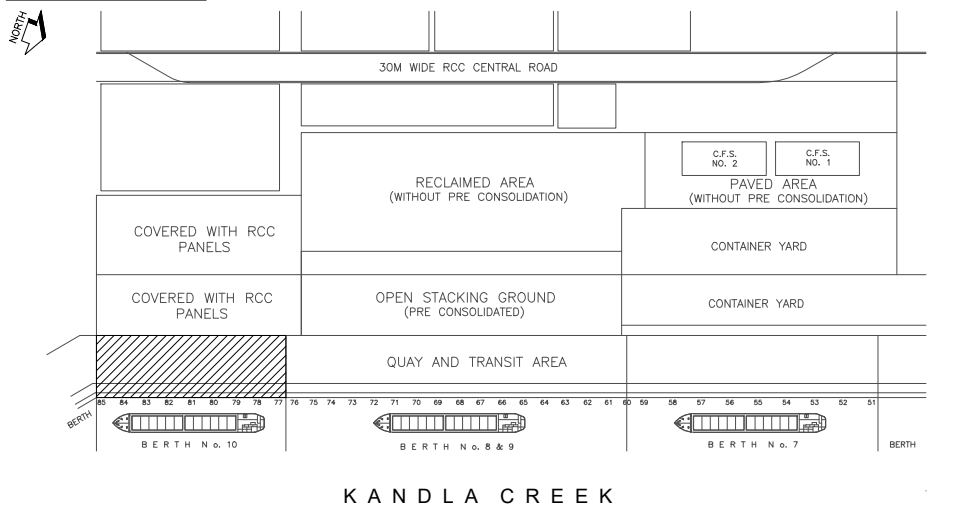 NORTH
30M WIDE RCC CENTRAL ROAD
C.F.S.
NO. 2
C.F.S.
NO. 1
RECLAIMED AREA
(WITHOUT PRE CONSOLIDATION)
PAVED AREA
(WITHOUT PRE CONSOLIDATION)
COVERED WITH RCC
PANELS
CONTAINER YARD
COVERED WITH RCC
PANELS
OPEN STACKING GROUND
(PRE CONSOLIDATED)
CONTAINER YARD
QUAY AND TRANSIT AREA
85 84 83 82 81 80 79 78 77 76 75 74 73 72 71 70 69 68 67 66 65 64 63 62 61 60 59 58 57 56 55 54 53 52 51
BERTH
BERTH No. 10
BERTH No. 8 & 9
BERTH No. 7
BERTH
KANDLA CREEK